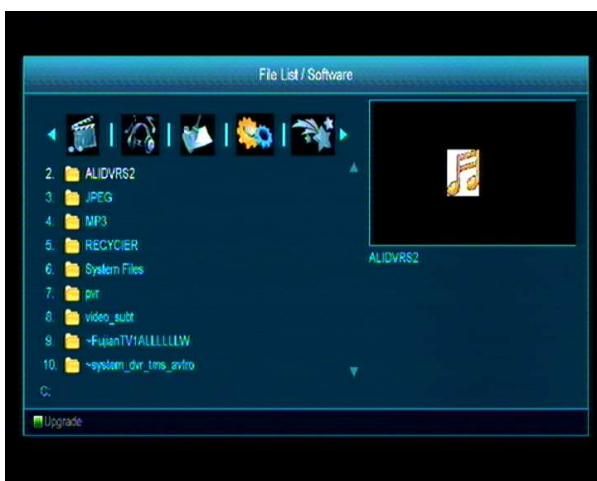 File List / Software
2. ALIDVRS2
3. JPEG
4. MP3
5. RECYCIER
6. System Files
7. pvr
8. video_subt
9. ~FujianTV1ALLLLLLW
10. ~system_dvr_tms_avfro
ALIDVRS2
C:
Upgrade